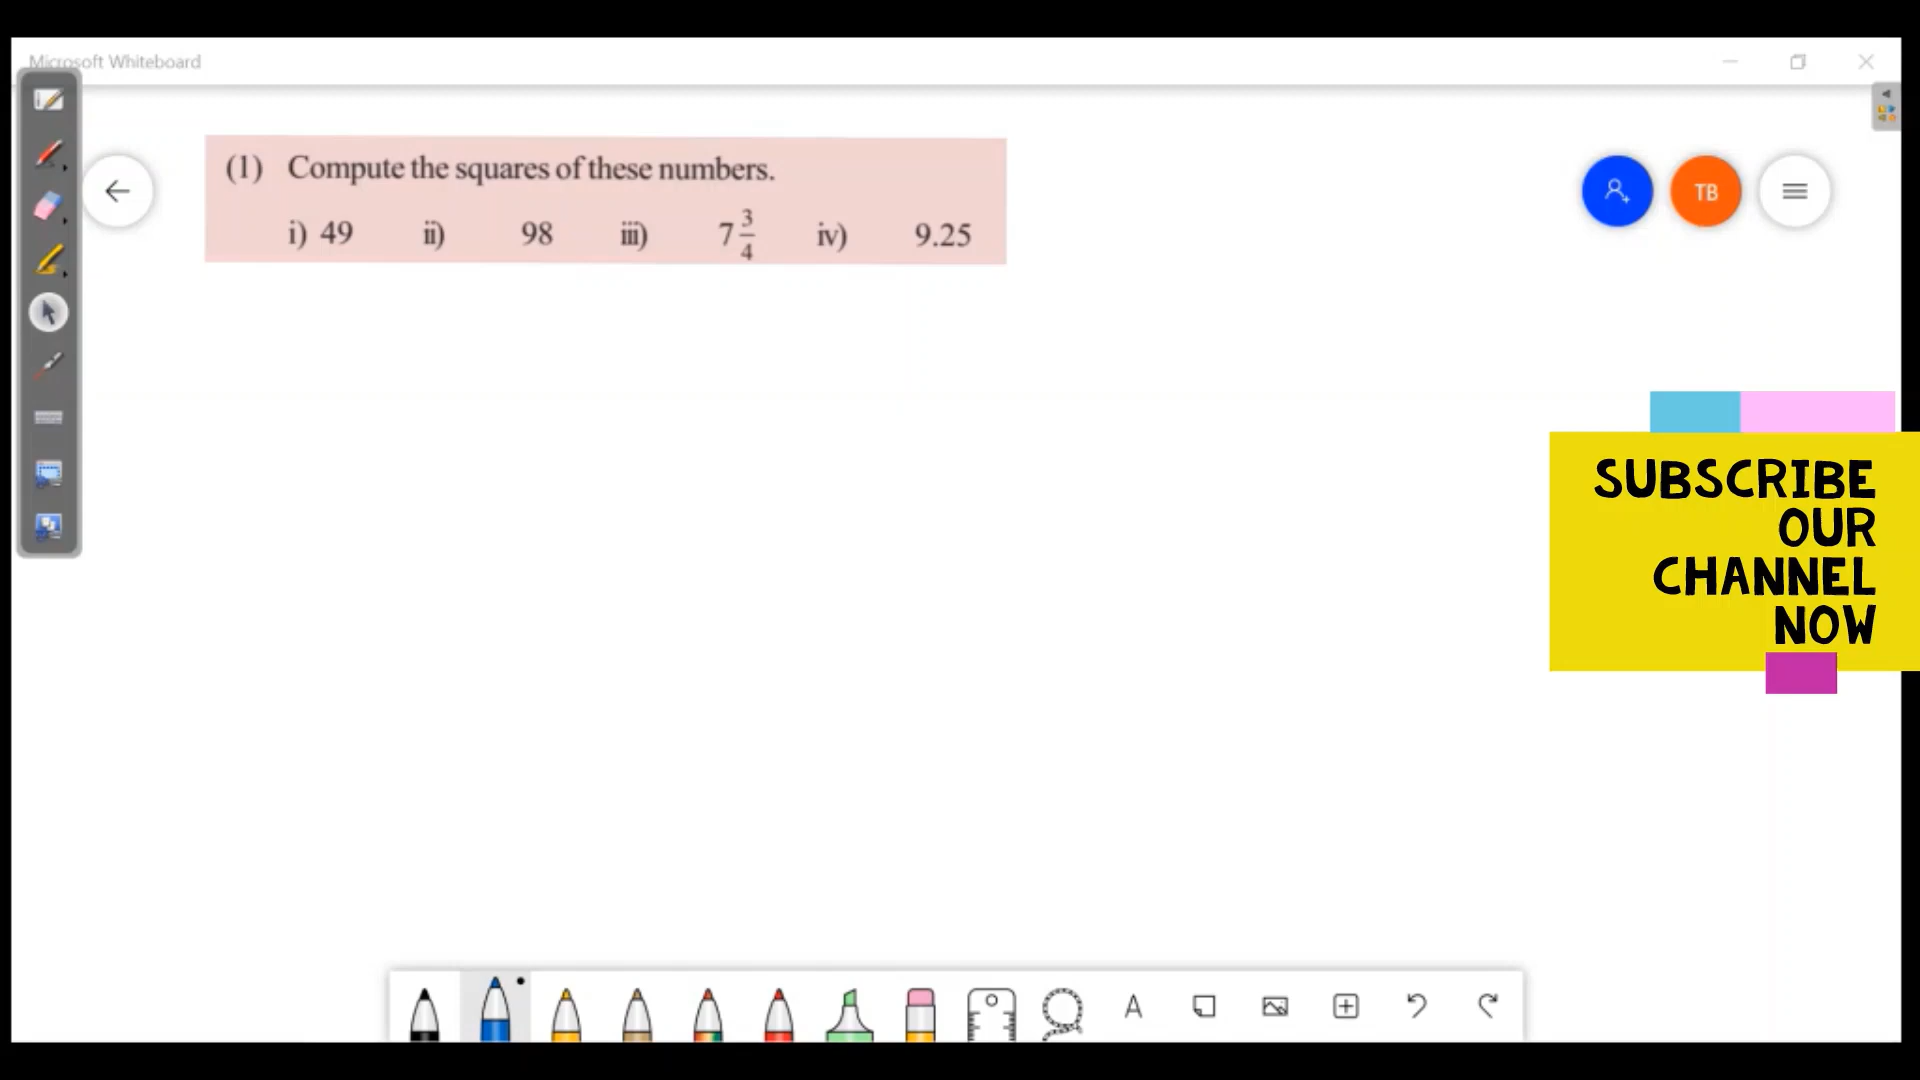 Microsoft Whiteboard
(1) Compute the squares of these numbers.
i) 49 ii) 98 iii) 7 3/4 iv) 9.25
TB
SUBSCRIBE
OUR
CHANNEL
NOW
A